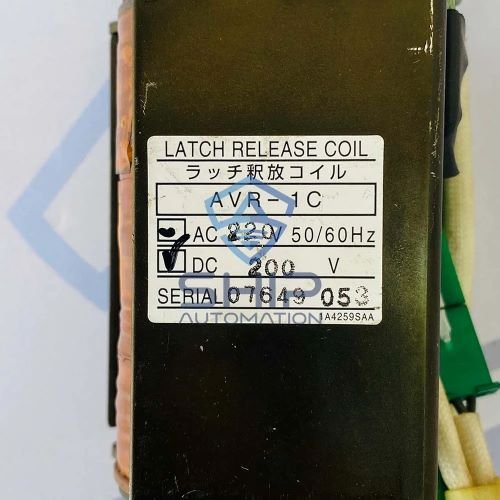 LATCH RELEASE COIL
ラッチ釈放コイル
AVR-1C
AC 220V 50/60Hz
DC 200 V
SERIAL 07649 053
SHIP
AUTOMATION
1A4259SAA